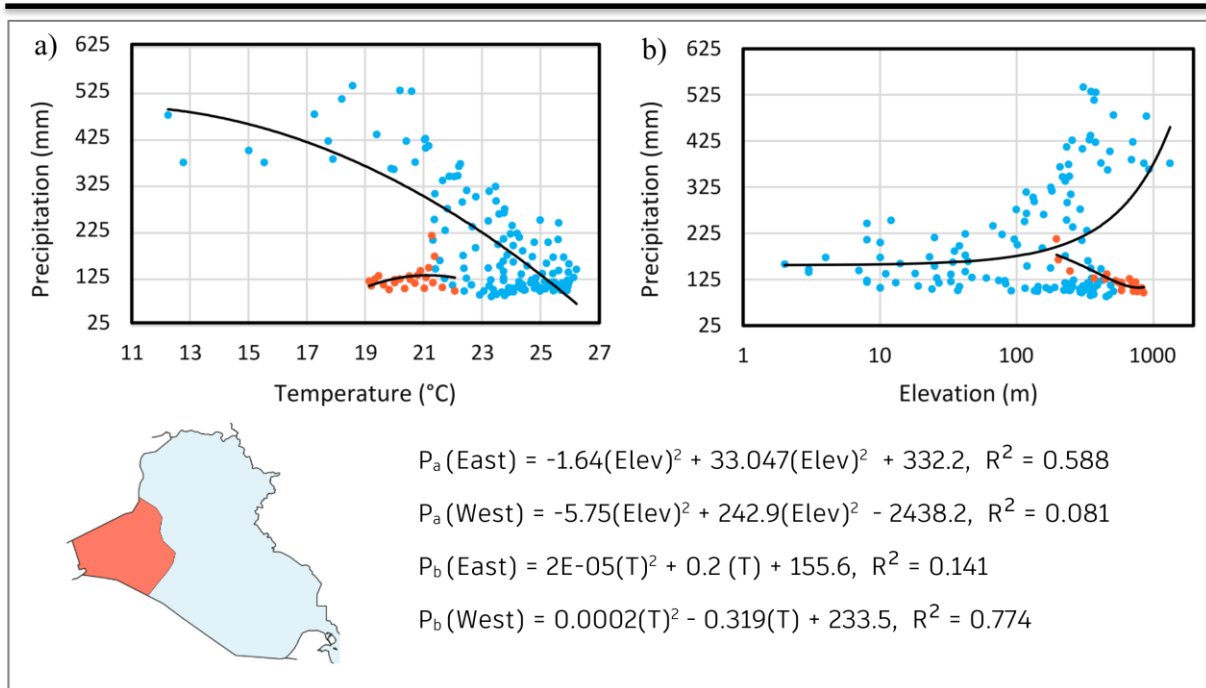 a)
625
525
425
325
225
125
25
Precipitation (mm)
11 13 15 17 19 21 23 25 27
Temperature (°C)
b)
625
525
425
325
225
125
25
Precipitation (mm)
1 10 100 1000
Elevation (m)
Pₐ (East) = -1.64(Elev)² + 33.047(Elev)² + 332.2, R² = 0.588
Pₐ (West) = -5.75(Elev)² + 242.9(Elev)² - 2438.2, R² = 0.081
P_b (East) = 2E-05(T)² + 0.2 (T) + 155.6, R² = 0.141
P_b (West) = 0.0002(T)² - 0.319(T) + 233.5, R² = 0.774